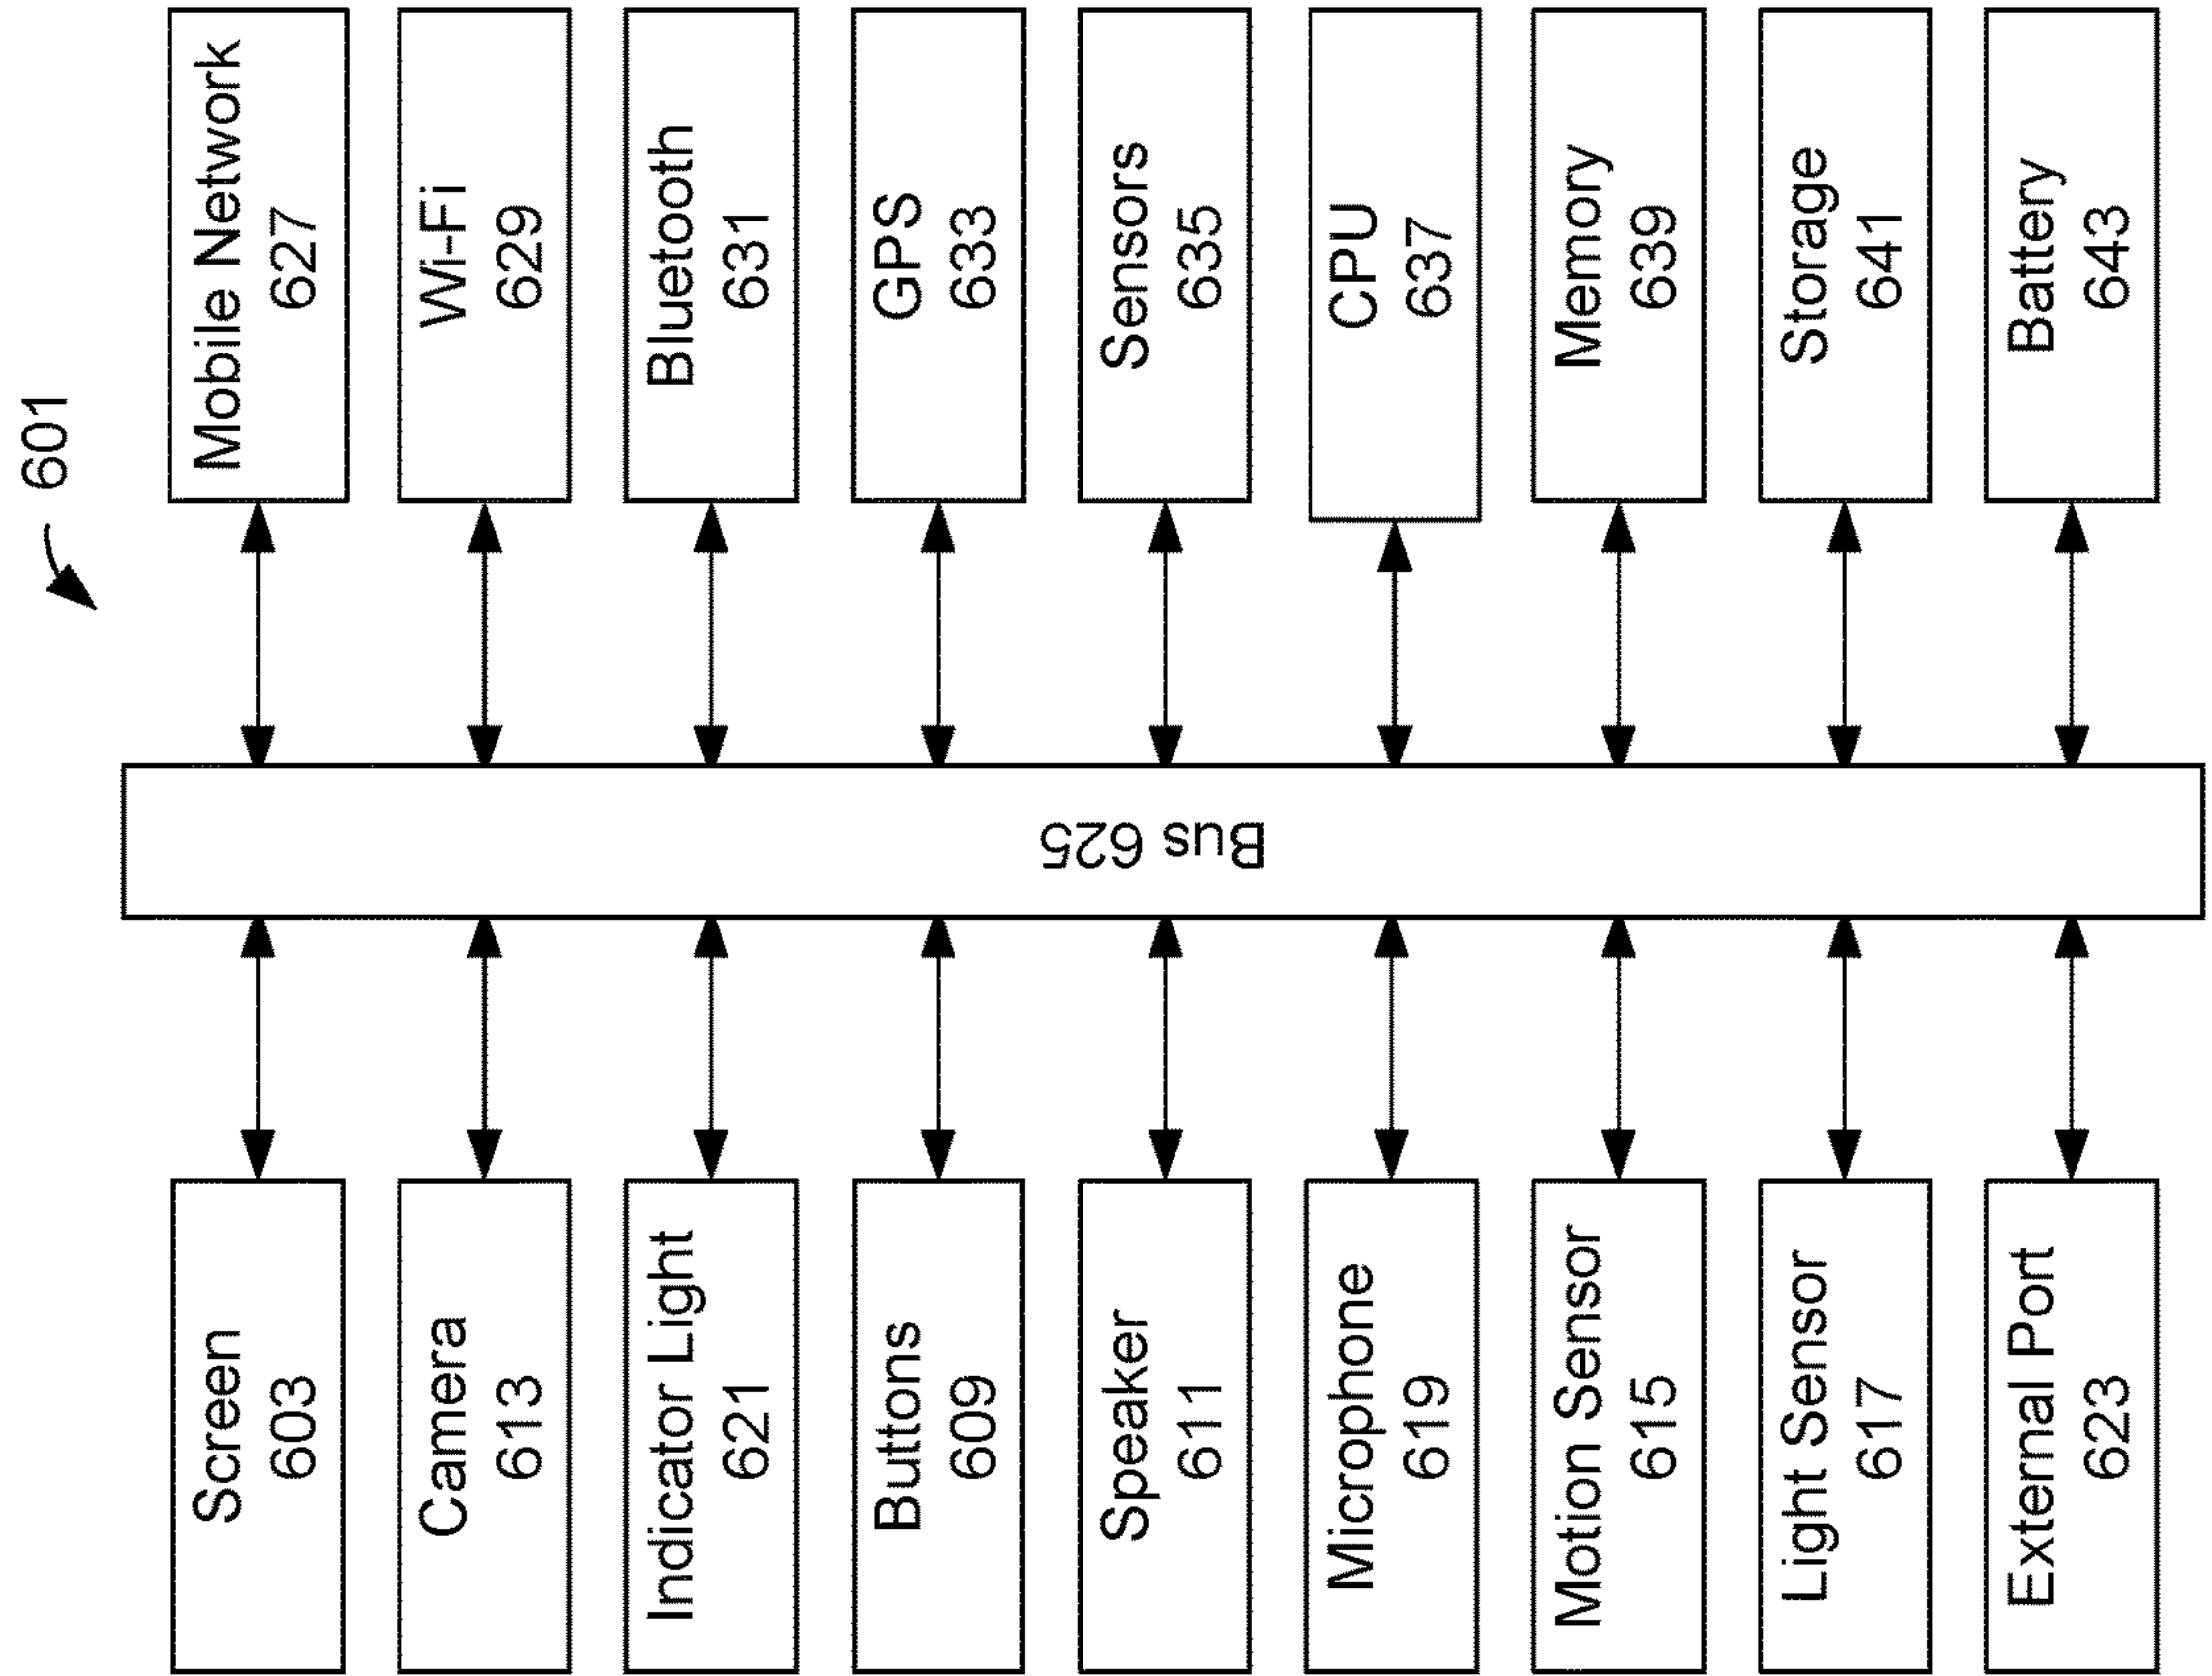 601
Screen
603
Camera
613
Indicator Light
621
Buttons
609
Speaker
611
Microphone
619
Motion Sensor
615
Light Sensor
617
External Port
623
Bus 625
Mobile Network
627
Wi-Fi
629
Bluetooth
631
GPS
633
Sensors
635
CPU
637
Memory
639
Storage
641
Battery
643